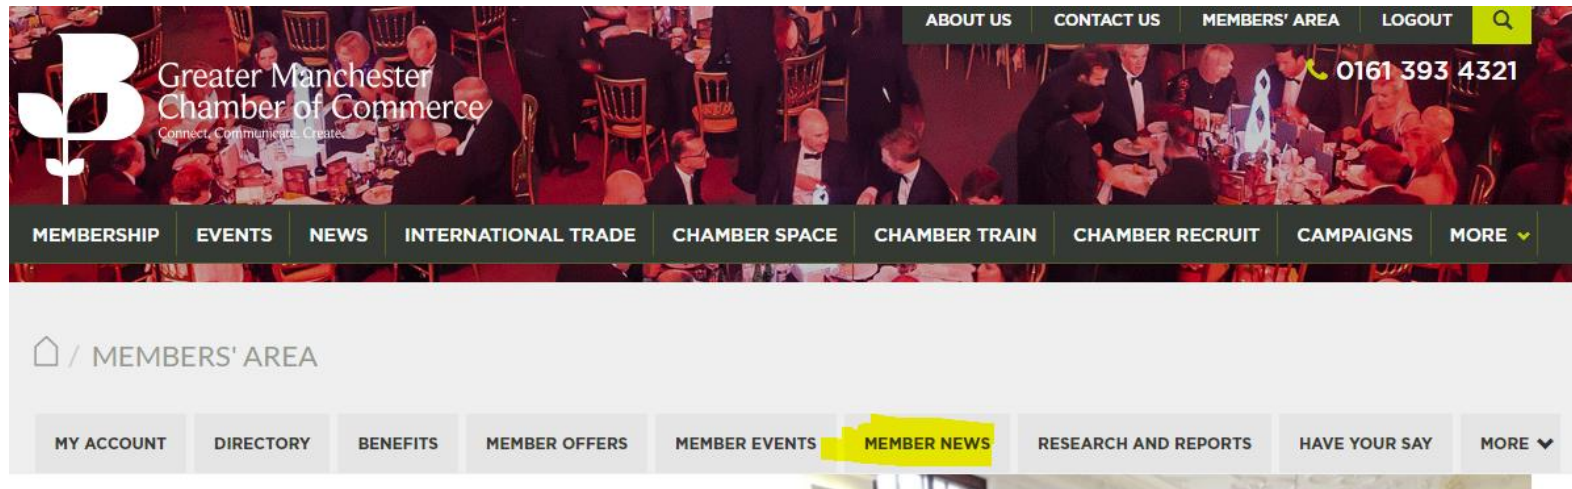 ABOUT US CONTACT US MEMBERS' AREA LOGOUT
0161 393 4321
Greater Manchester
Chamber of Commerce
Connect. Communicate. Create.
MEMBERSHIP EVENTS NEWS INTERNATIONAL TRADE CHAMBER SPACE CHAMBER TRAIN CHAMBER RECRUIT CAMPAIGNS MORE
/ MEMBERS' AREA
MY ACCOUNT DIRECTORY BENEFITS MEMBER OFFERS MEMBER EVENTS MEMBER NEWS RESEARCH AND REPORTS HAVE YOUR SAY MORE